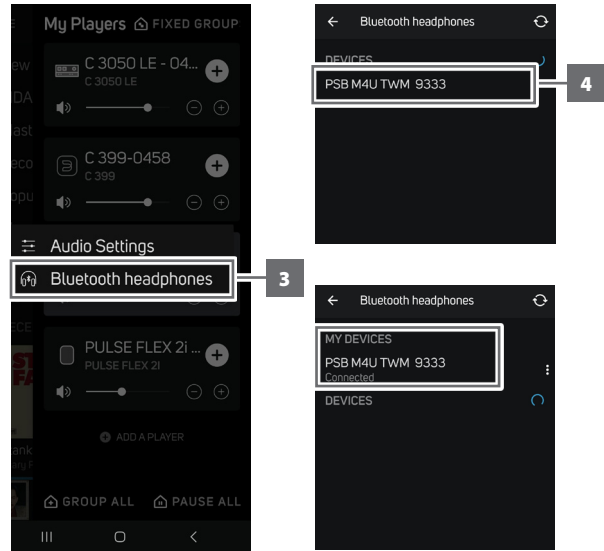 My Players FIXED GROUP
C 3050 LE - 04...
C 3050 LE
C 399-0458
C 399
Audio Settings
Bluetooth headphones
3
PULSE FLEX 2i ...
PULSE FLEX 2I
ADD A PLAYER
GROUP ALL PAUSE ALL
Bluetooth headphones
DEVICES
PSB M4U TWM 9333
4
Bluetooth headphones
MY DEVICES
PSB M4U TWM 9333
Connected
DEVICES